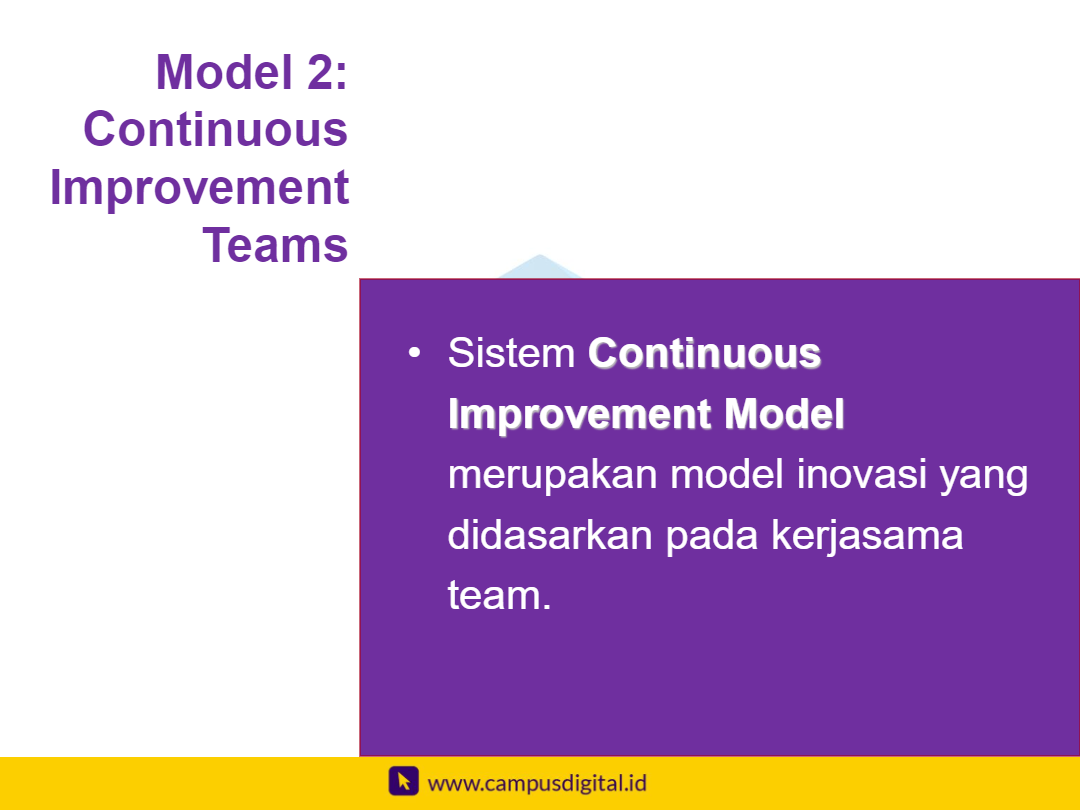 Model 2:
Continuous
Improvement
Teams
• Sistem Continuous
Improvement Model
merupakan model inovasi yang
didasarkan pada kerjasama
team.
www.campusdigital.id